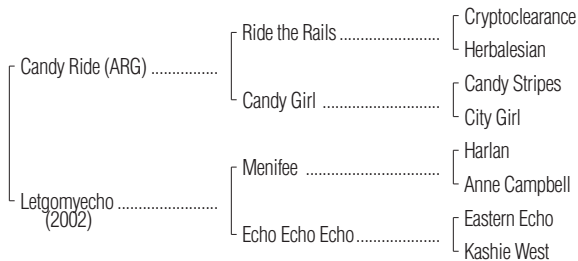 Cryptoclearance
Ride the Rails
Herbalesian
Candy Ride (ARG)
Candy Stripes
Candy Girl
City Girl
Harlan
Menifee
Anne Campbell
Letgomyecho
(2002)
Eastern Echo
Echo Echo Echo
Kashie West